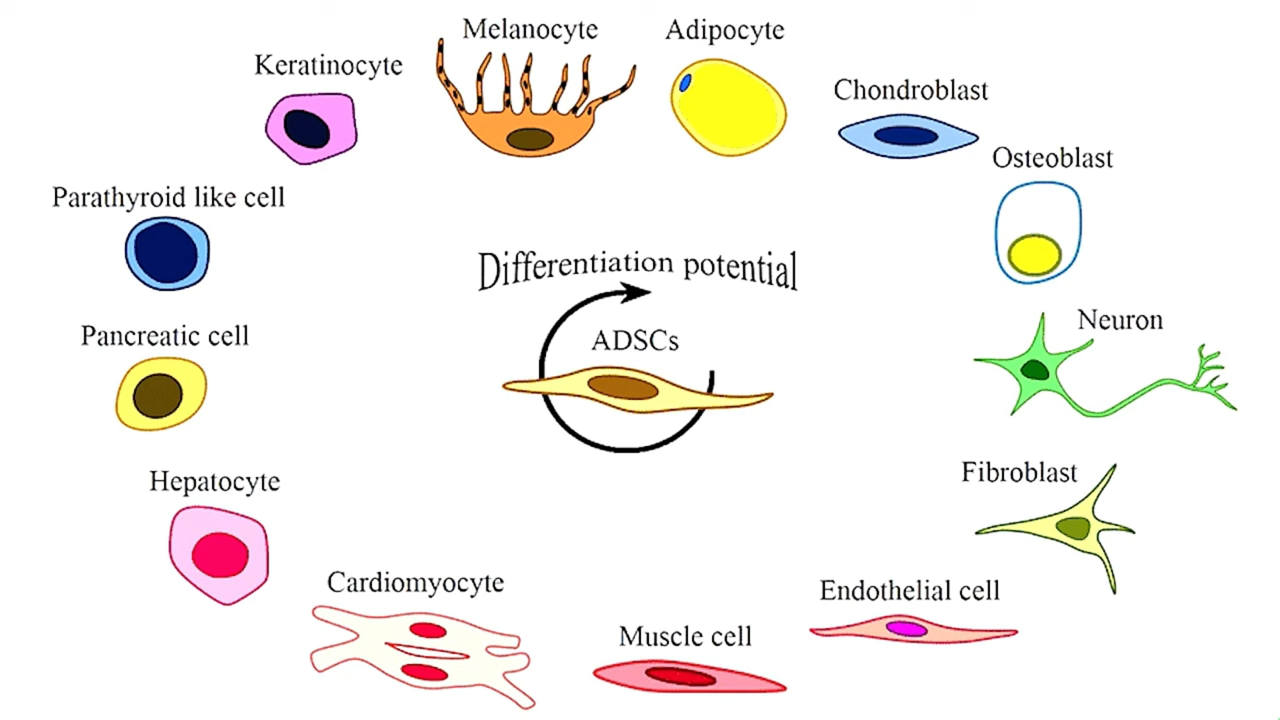 Melanocyte
Adipocyte
Keratinocyte
Chondroblast
Osteoblast
Parathyroid like cell
Differentiation potential
Neuron
Pancreatic cell
ADSCs
Fibroblast
Hepatocyte
Cardiomyocyte
Endothelial cell
Muscle cell